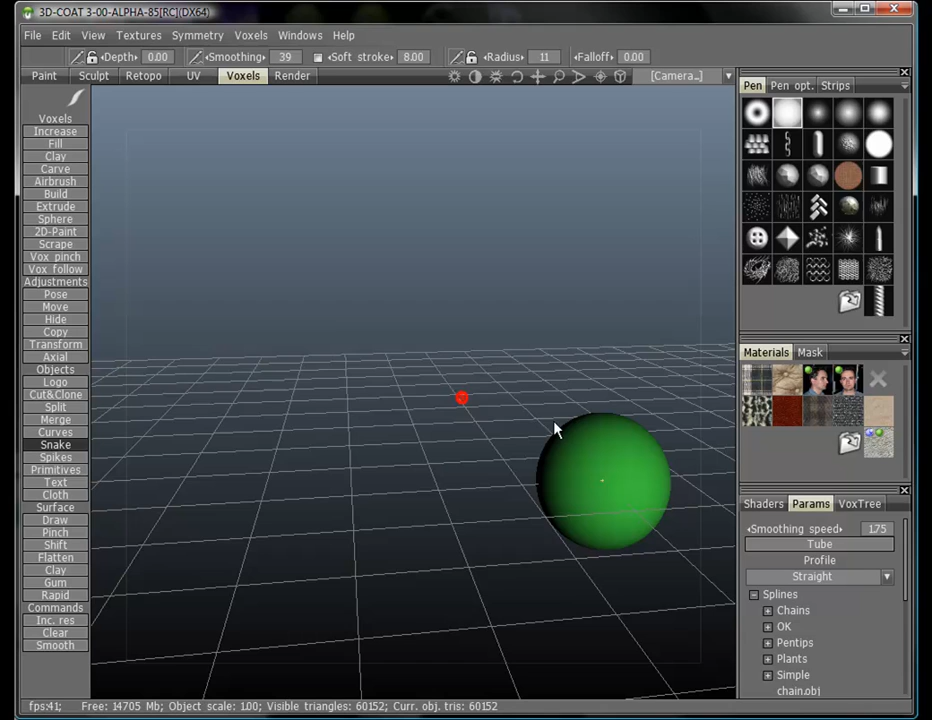 3D-COAT 3-00-ALPHA-85[RC](DX64)
File Edit View Textures Symmetry Voxels Windows Help
Depth: 0.00 Smoothing: 39 Soft stroke: 8.00 Radius: 11 Falloff: 0.00
Paint Sculpt Retopo UV Voxels Render [Camera...]
Pen Pen opt. Strips
Voxels
Increase
Fill
Clay
Carve
Airbrush
Build
Extrude
Sphere
2D-Paint
Scrape
Vox pinch
Vox follow
Adjustments
Pose
Move
Hide
Copy
Transform
Axial
Objects
Logo
Cut&Clone
Split
Merge
Curves
Snake
Spikes
Primitives
Text
Cloth
Surface
Draw
Pinch
Shift
Flatten
Clay
Gum
Rapid
Commands
Inc. res
Clear
Smooth
Materials Mask
Shaders Params VoxTree
Smoothing speed 1.75
Tube
Profile
Straight
Splines
Chains
OK
Pentips
Plants
Simple
chain.obj
fps:41; Free: 14705 Mb; Object scale: 1.00; Visible triangles: 60152; Curr. obj. tris: 60152